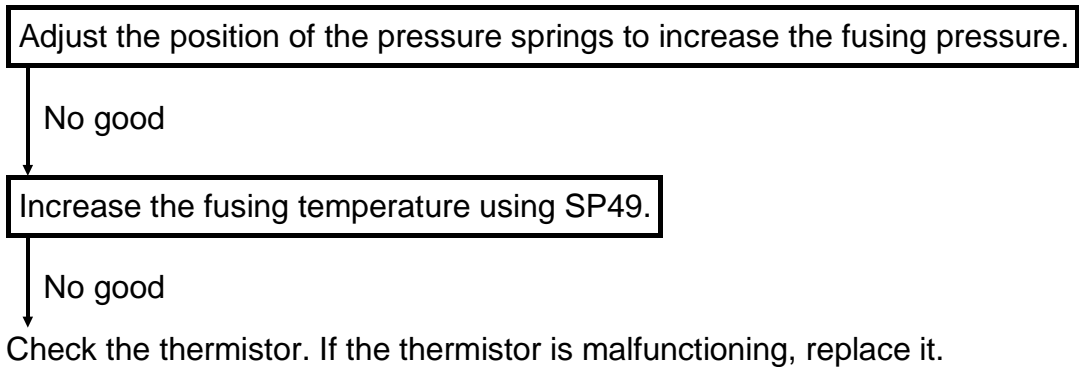 Adjust the position of the pressure springs to increase the fusing pressure.
No good
Increase the fusing temperature using SP49.
No good
Check the thermistor. If the thermistor is malfunctioning, replace it.